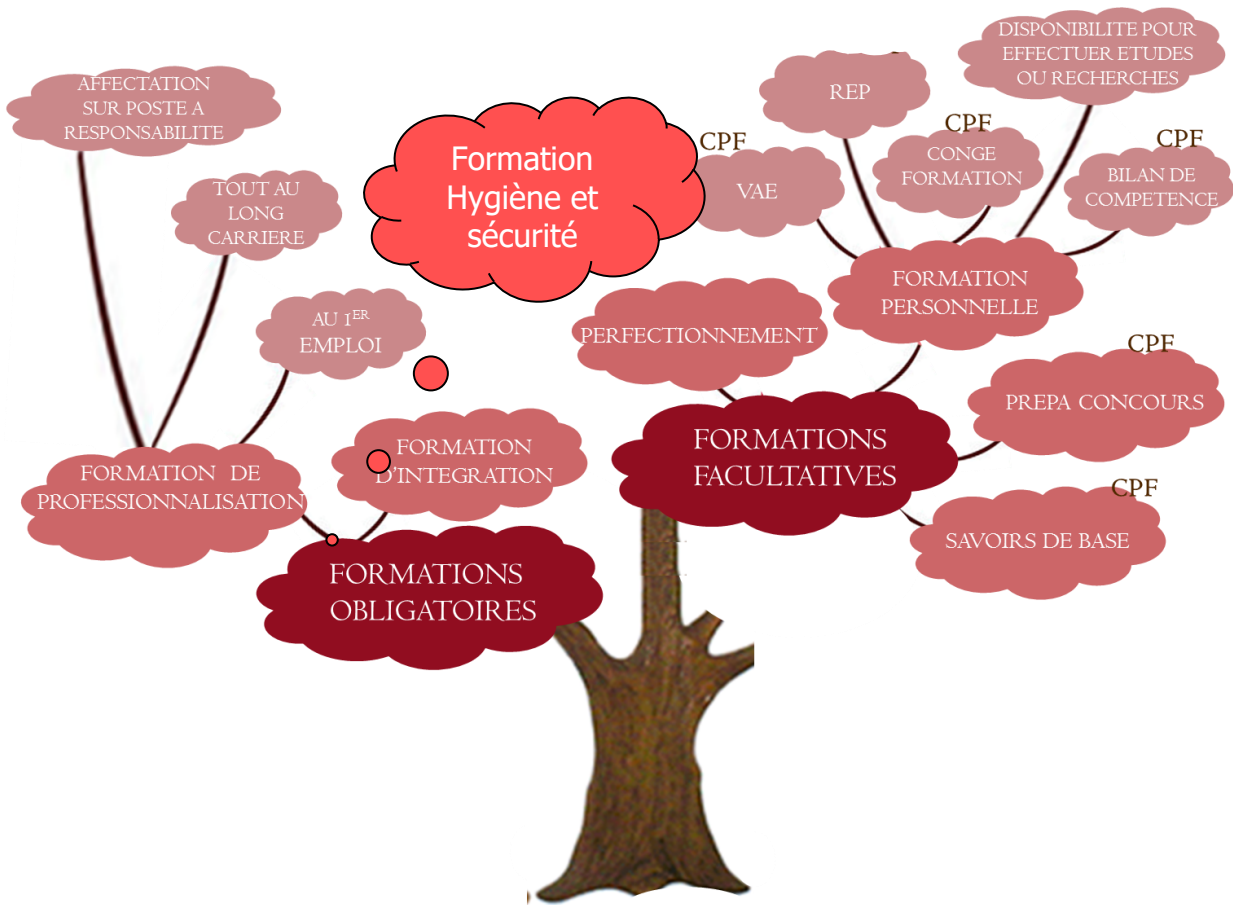 DISPONIBILITE POUR
EFFECTUER ETUDES
OU RECHERCHES
AFFECTATION
SUR POSTE A
RESPONSABILITE
REP
CPF
CONGE
FORMATION
CPF
BILAN DE
COMPETENCE
CPF
VAE
Formation
Hygiène et
sécurité
TOUT AU
LONG
CARRIERE
FORMATION
PERSONNELLE
AU 1ER
EMPLOI
PERFECTIONNEMENT
CPF
PREPA CONCOURS
FORMATION DE
PROFESSIONNALISATION
FORMATION
D'INTEGRATION
FORMATIONS
FACULTATIVES
CPF
SAVOIRS DE BASE
FORMATIONS
OBLIGATOIRES